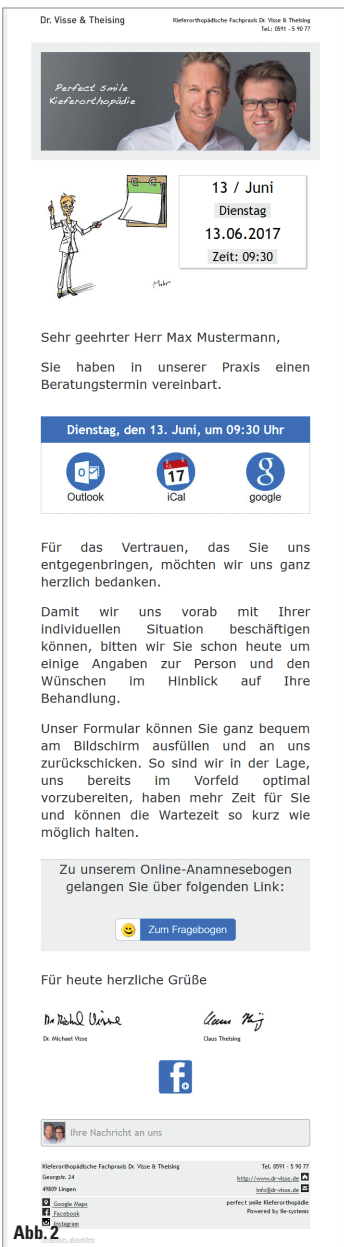 Dr. Visse & Theising
Kieferorthopädische Fachpraxis Dr. Visse & Theising
Tel.: 0591 - 5 90 77
Perfect Smile
Kieferorthopädie
13 / Juni
Dienstag
13.06.2017
Zeit: 09:30
Sehr geehrter Herr Max Mustermann,
Sie haben in unserer Praxis einen
Beratungstermin vereinbart.
Dienstag, den 13. Juni, um 09:30 Uhr
17
Outlook
iCal
google
Für das Vertrauen, das Sie uns
entgegenbringen, möchten wir uns ganz
herzlich bedanken.
Damit wir uns vorab mit Ihrer
individuellen Situation beschäftigen
können, bitten wir Sie schon heute um
einige Angaben zur Person und den
Wünschen im Hinblick auf Ihre
Behandlung.
Unser Formular können Sie ganz bequem
am Bildschirm ausfüllen und an uns
zurückschicken. So sind wir in der Lage,
uns bereits im Vorfeld optimal
vorzubereiten, haben mehr Zeit für Sie
und können die Wartezeit so kurz wie
möglich halten.
Zu unserem Online-Anamnesebogen
gelangen Sie über folgenden Link:
Zum Fragebogen
Für heute herzliche Grüße
Dr. Michael Visse
Claus Theising
Ihre Nachricht an uns
Kieferorthopädische Fachpraxis Dr. Visse & Theising
Georgstr. 24
49809 Lingen
Google Maps
Facebook
Instagram
Tel. 0591 - 5 90 77
http://www.dr-visse.de
info@dr-visse.de
perfect smile Kieferorthopädie
Powered by ie-systems
Abb. 2
abmelden